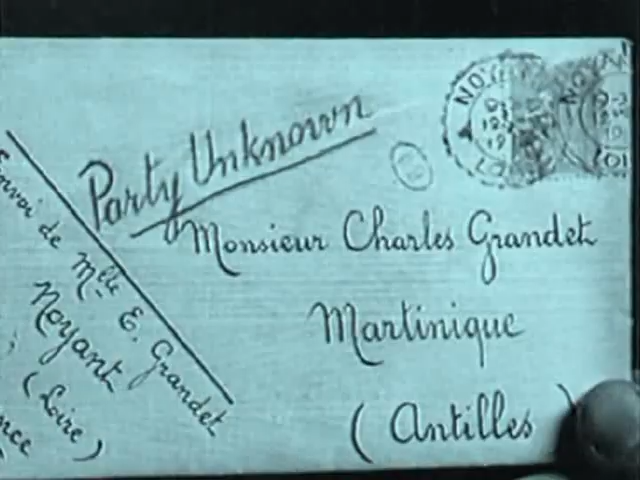 Party Unknown
Monsieur Charles Grandet
Martinique
(Antilles)
Envoi de Mlle E. Grandet
Noyant
(Loire)